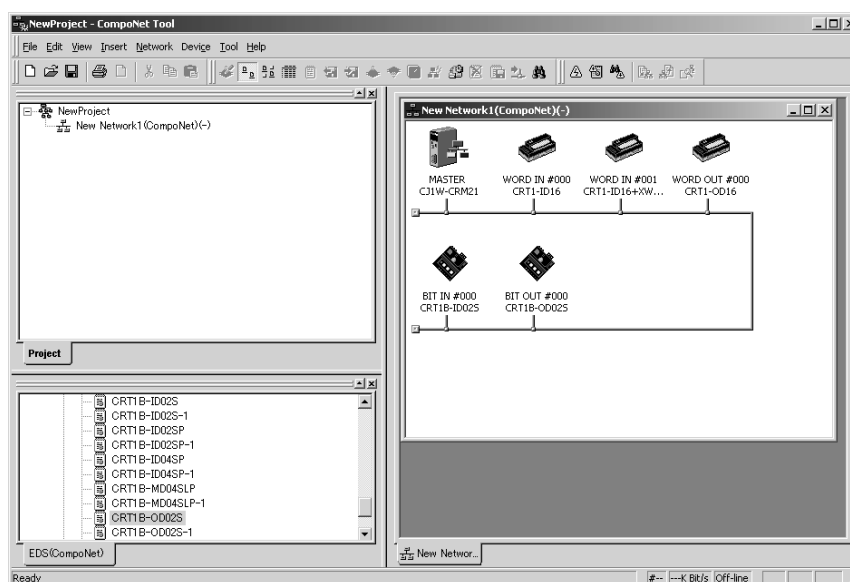 NewProject - CompoNet Tool
File Edit View Insert Network Device Tool Help
NewProject
New Network1(CompoNet)(-)
Project
CRT1B-ID02S
CRT1B-ID02S-1
CRT1B-ID02SP
CRT1B-ID02SP-1
CRT1B-ID04SP
CRT1B-ID04SP-1
CRT1B-MD04SLP
CRT1B-MD04SLP-1
CRT1B-OD02S
CRT1B-OD02S-1
EDS(CompoNet)
New Network1(CompoNet)(-)
MASTER
CJ1W-CRM21
WORD IN #000
CRT1-ID16
WORD IN #001
CRT1-ID16+XW...
WORD OUT #000
CRT1-OD16
BIT IN #000
CRT1B-ID02S
BIT OUT #000
CRT1B-OD02S
New Networ...
Ready
#-- ---K Bit/s Off-line